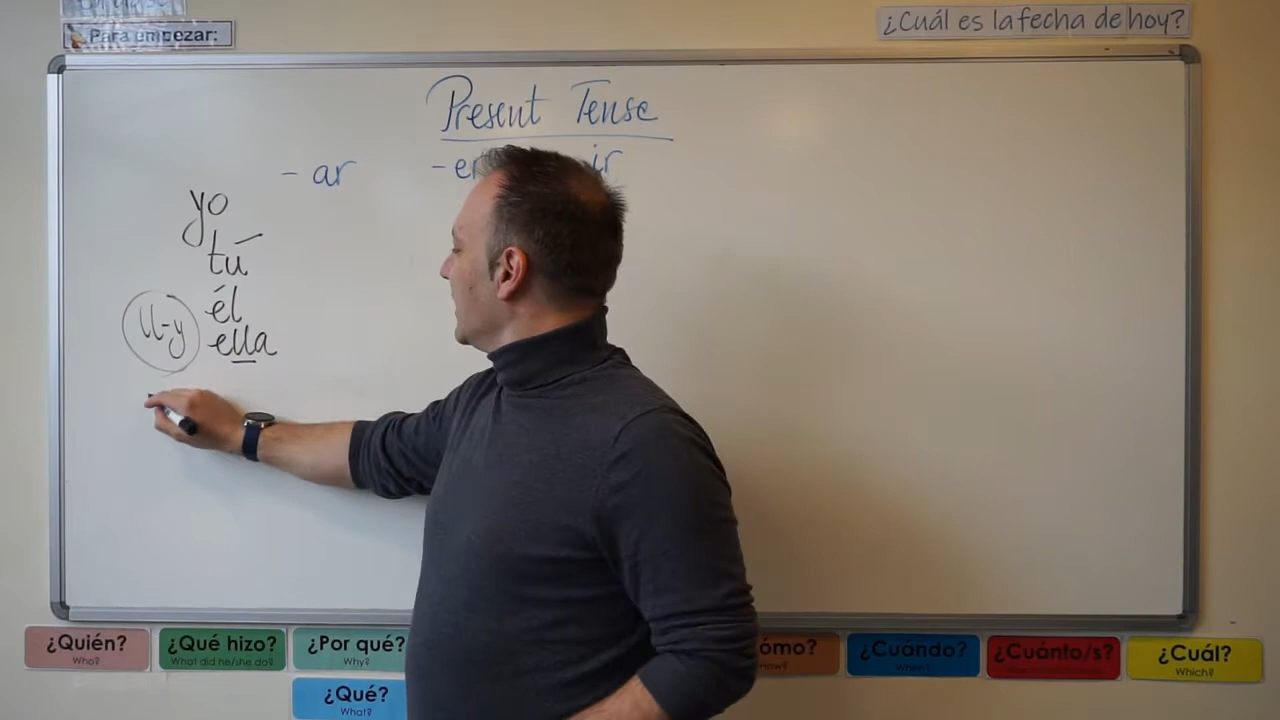 Para empezar:
¿Cuál es la fecha de hoy?
Present Tense
- ar - er ir
yo
tú
él
ll-y ella
¿Quién? ¿Qué hizo? ¿Por qué? ómo? ¿Cuándo? ¿Cuánto/s? ¿Cuál?
Who? What did he/she do? Why? How? When? Which?
¿Qué?
What?